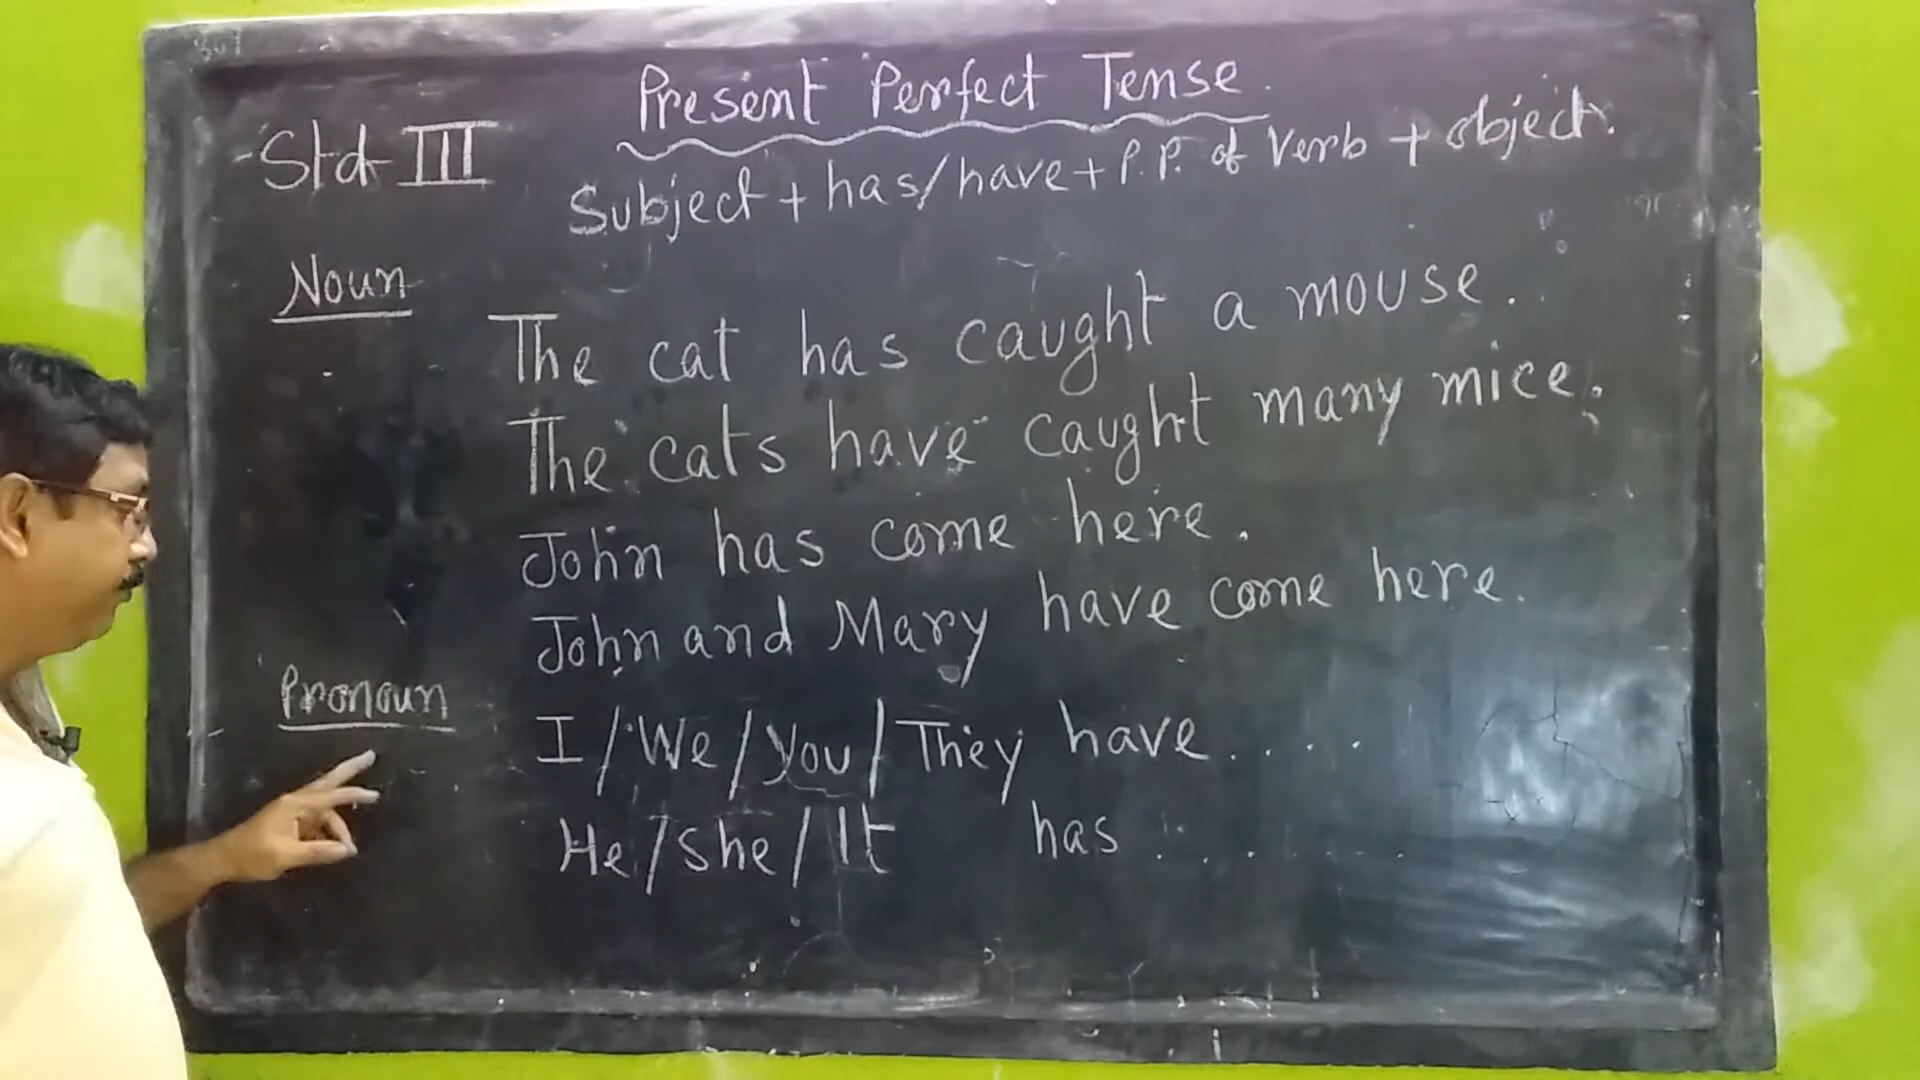 Present Perfect Tense.
Std III
Subject + has/have + P.P. of Verb + object.
Noun
The cat has caught a mouse.
The cats have caught many mice.
John has come here.
John and Mary have come here.
Pronoun
I/We/you/They have....
He/She/It has.......